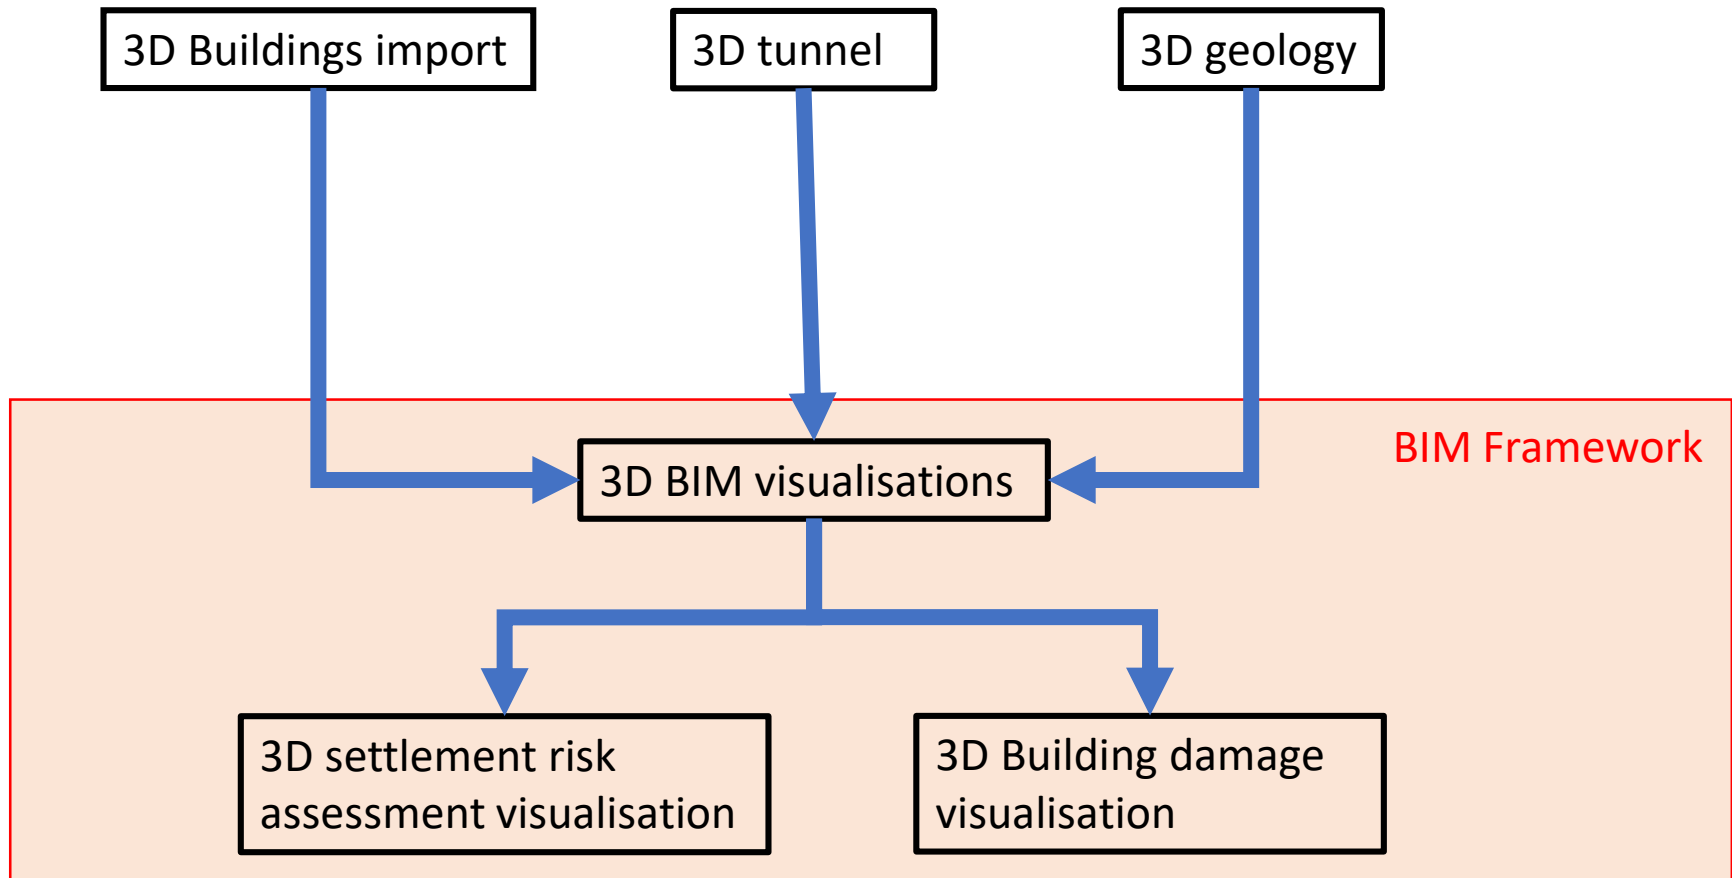 3D Buildings import
3D tunnel
3D geology
BIM Framework
3D BIM visualisations
3D settlement risk
assessment visualisation
3D Building damage
visualisation